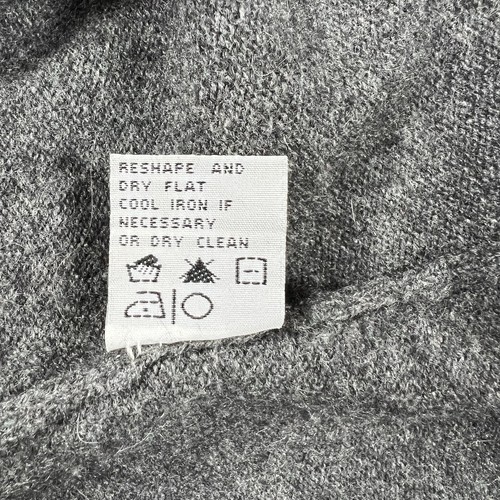 RESHAPE AND
DRY FLAT
COOL IRON IF
NECESSARY
OR DRY CLEAN